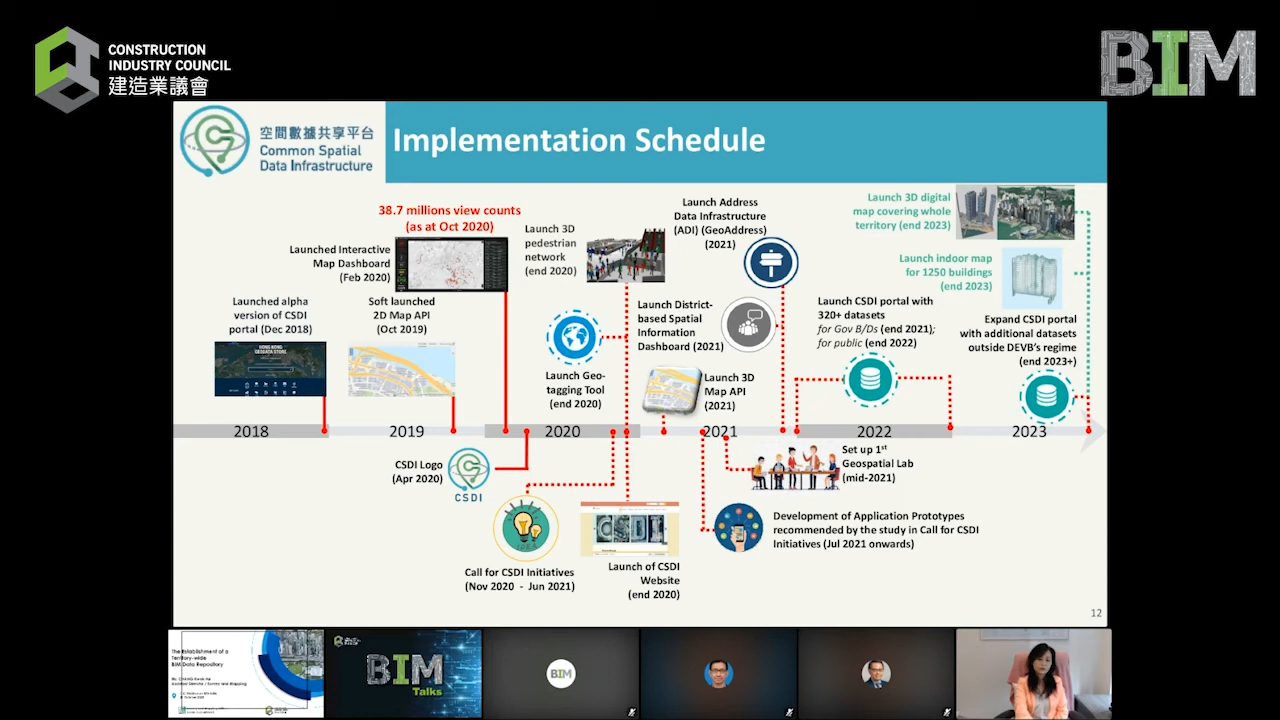 CONSTRUCTION
INDUSTRY COUNCIL
建造業議會
BIM
空間數據共享平台
Common Spatial
Data Infrastructure
Implementation Schedule
38.7 millions view counts
(as at Oct 2020)
Launched Interactive
Map Dashboard
(Feb 2020)
Launched alpha
version of CSDI
portal (Dec 2018)
Soft launched
2D Map API
(Oct 2019)
Launch 3D
pedestrian
network
(end 2020)
Launch Geo-
tagging Tool
(end 2020)
Launch Address
Data Infrastructure
(ADI) (GeoAddress)
(2021)
Launch District-
based Spatial
Information
Dashboard (2021)
Launch 3D
Map API
(2021)
Launch CSDI portal with
320+ datasets
for Gov B/Ds (end 2021);
for public (end 2022)
Launch 3D digital
map covering whole
territory (end 2023)
Launch indoor map
for 1250 buildings
(end 2023)
Expand CSDI portal
with additional datasets
outside DEVB's regime
(end 2023+)
2018
2019
2020
2021
2022
2023
CSDI Logo
(Apr 2020)
CSDI
Call for CSDI Initiatives
(Nov 2020 - Jun 2021)
CSDI
Launch of CSDI
Website
(end 2020)
Set up 1st
Geospatial Lab
(mid-2021)
Development of Application Prototypes
recommended by the study in Call for CSDI
Initiatives (Jul 2021 onwards)
12
The Establishment of a
Territory-wide
BIM Data Repository
BIM
Talks
BIM